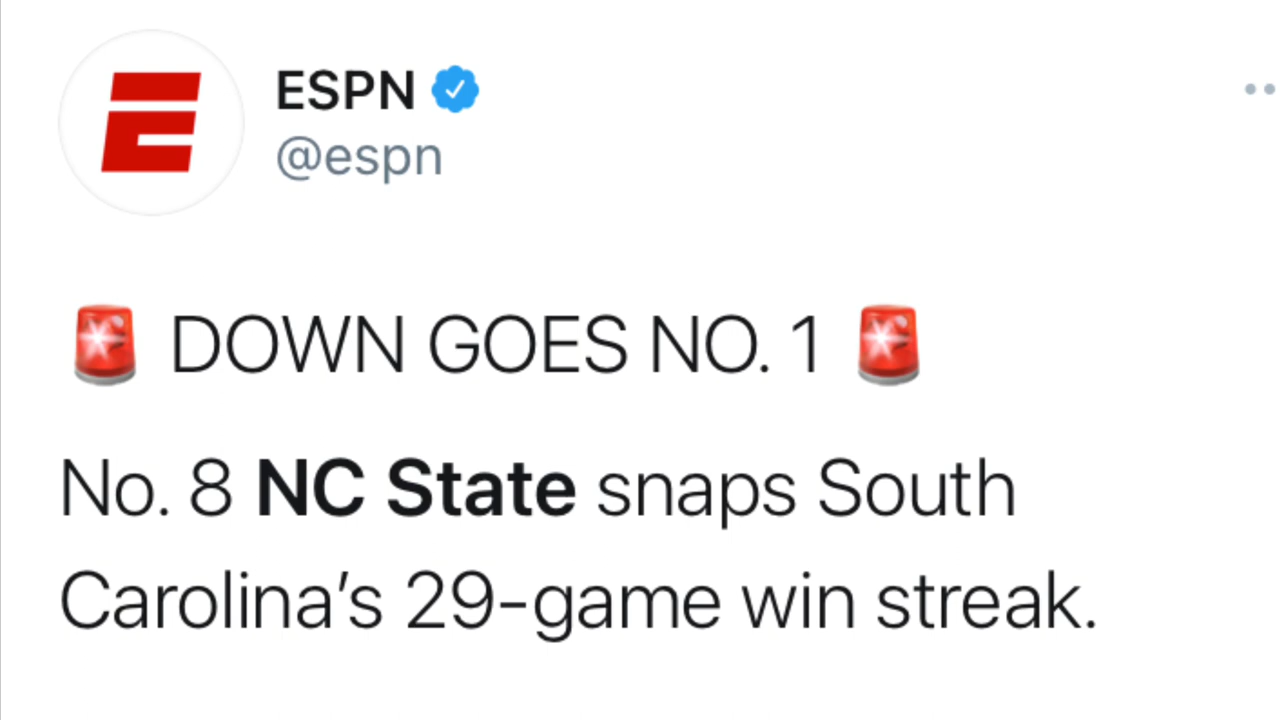 ESPN
@espn
🚨 DOWN GOES NO. 1 🚨
No. 8 NC State snaps South
Carolina’s 29-game win streak.